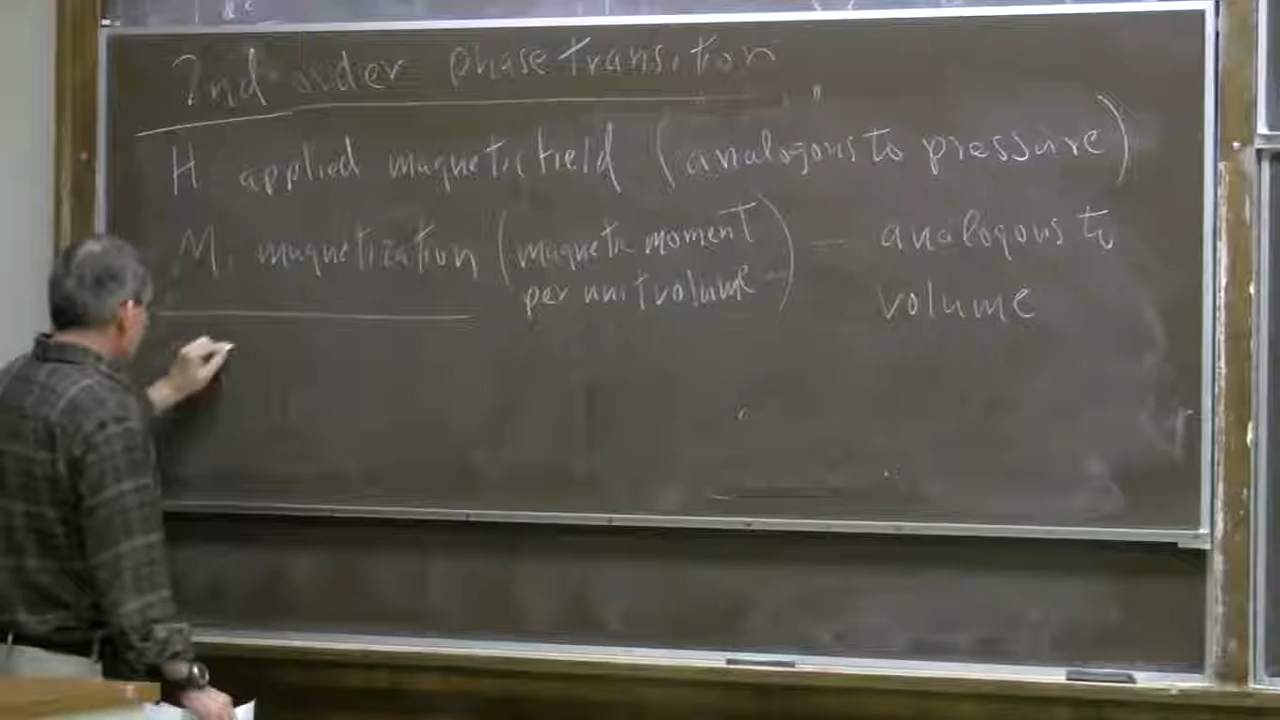 2nd order phase transition
H applied magnetic field (analogous to pressure)
M. magnetization (magnetic moment per unit volume) — analogous to volume